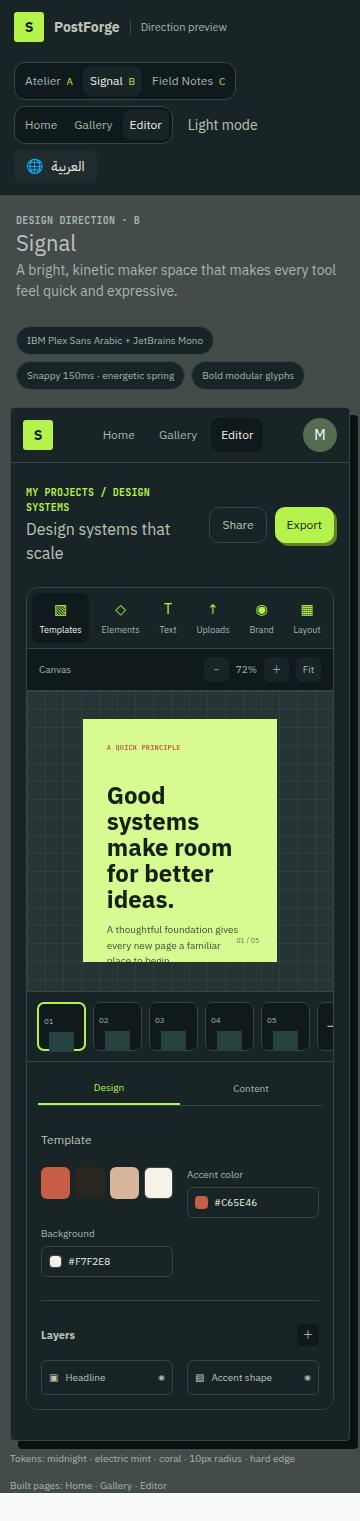 S PostForge Direction preview
Atelier A Signal B Field Notes C
Home Gallery Editor Light mode
العربية
DESIGN DIRECTION · B
Signal
A bright, kinetic maker space that makes every tool
feel quick and expressive.
IBM Plex Sans Arabic + JetBrains Mono
Snappy 150ms · energetic spring Bold modular glyphs
S Home Gallery Editor M
MY PROJECTS / DESIGN
SYSTEMS
Design systems that
scale
Share Export
Templates Elements Text Uploads Brand Layout
Canvas − 72% + Fit
A QUICK PRINCIPLE
Good
systems
make room
for better
ideas.
A thoughtful foundation gives
every new page a familiar
place to begin.
01 / 05
01 02 03 04 05
Design Content
Template
Accent color
#C65E46
Background
#F7F2E8
Layers +
Headline Accent shape
Tokens: midnight · electric mint · coral · 10px radius · hard edge
Built pages: Home · Gallery · Editor